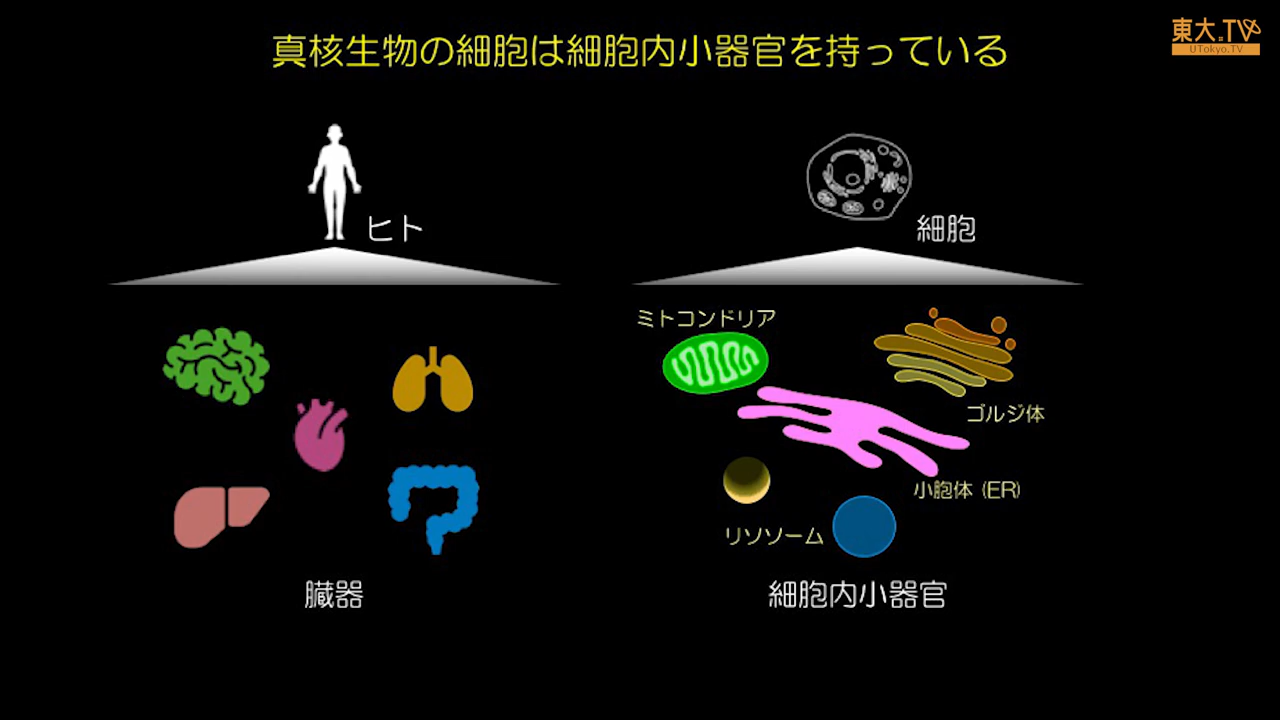 真核生物の細胞は細胞内小器官を持っている
東大.TV
UTokyo.TV
ヒト
細胞
ミトコンドリア
ゴルジ体
小胞体 (ER)
リソソーム
臓器
細胞内小器官